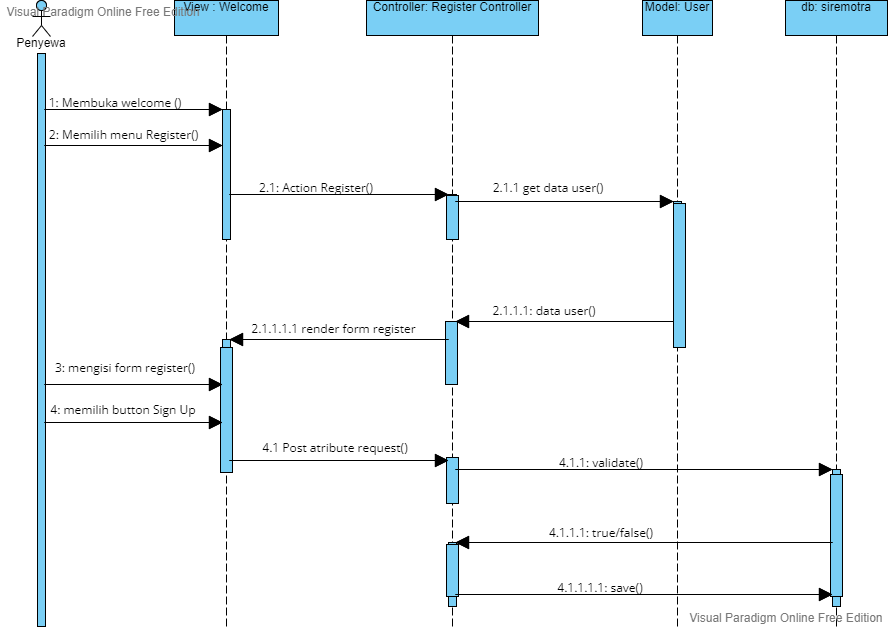 Visual Paradigm Online Free Edition
View : Welcome
Controller: Register Controller
Model: User
db: siremotra
Penyewa
1: Membuka welcome ()
2: Memilih menu Register()
2.1: Action Register()
2.1.1 get data user()
2.1.1.1: data user()
2.1.1.1.1 render form register
3: mengisi form register()
4: memilih button Sign Up
4.1 Post atribute request()
4.1.1: validate()
4.1.1.1: true/false()
4.1.1.1.1: save()
Visual Paradigm Online Free Edition